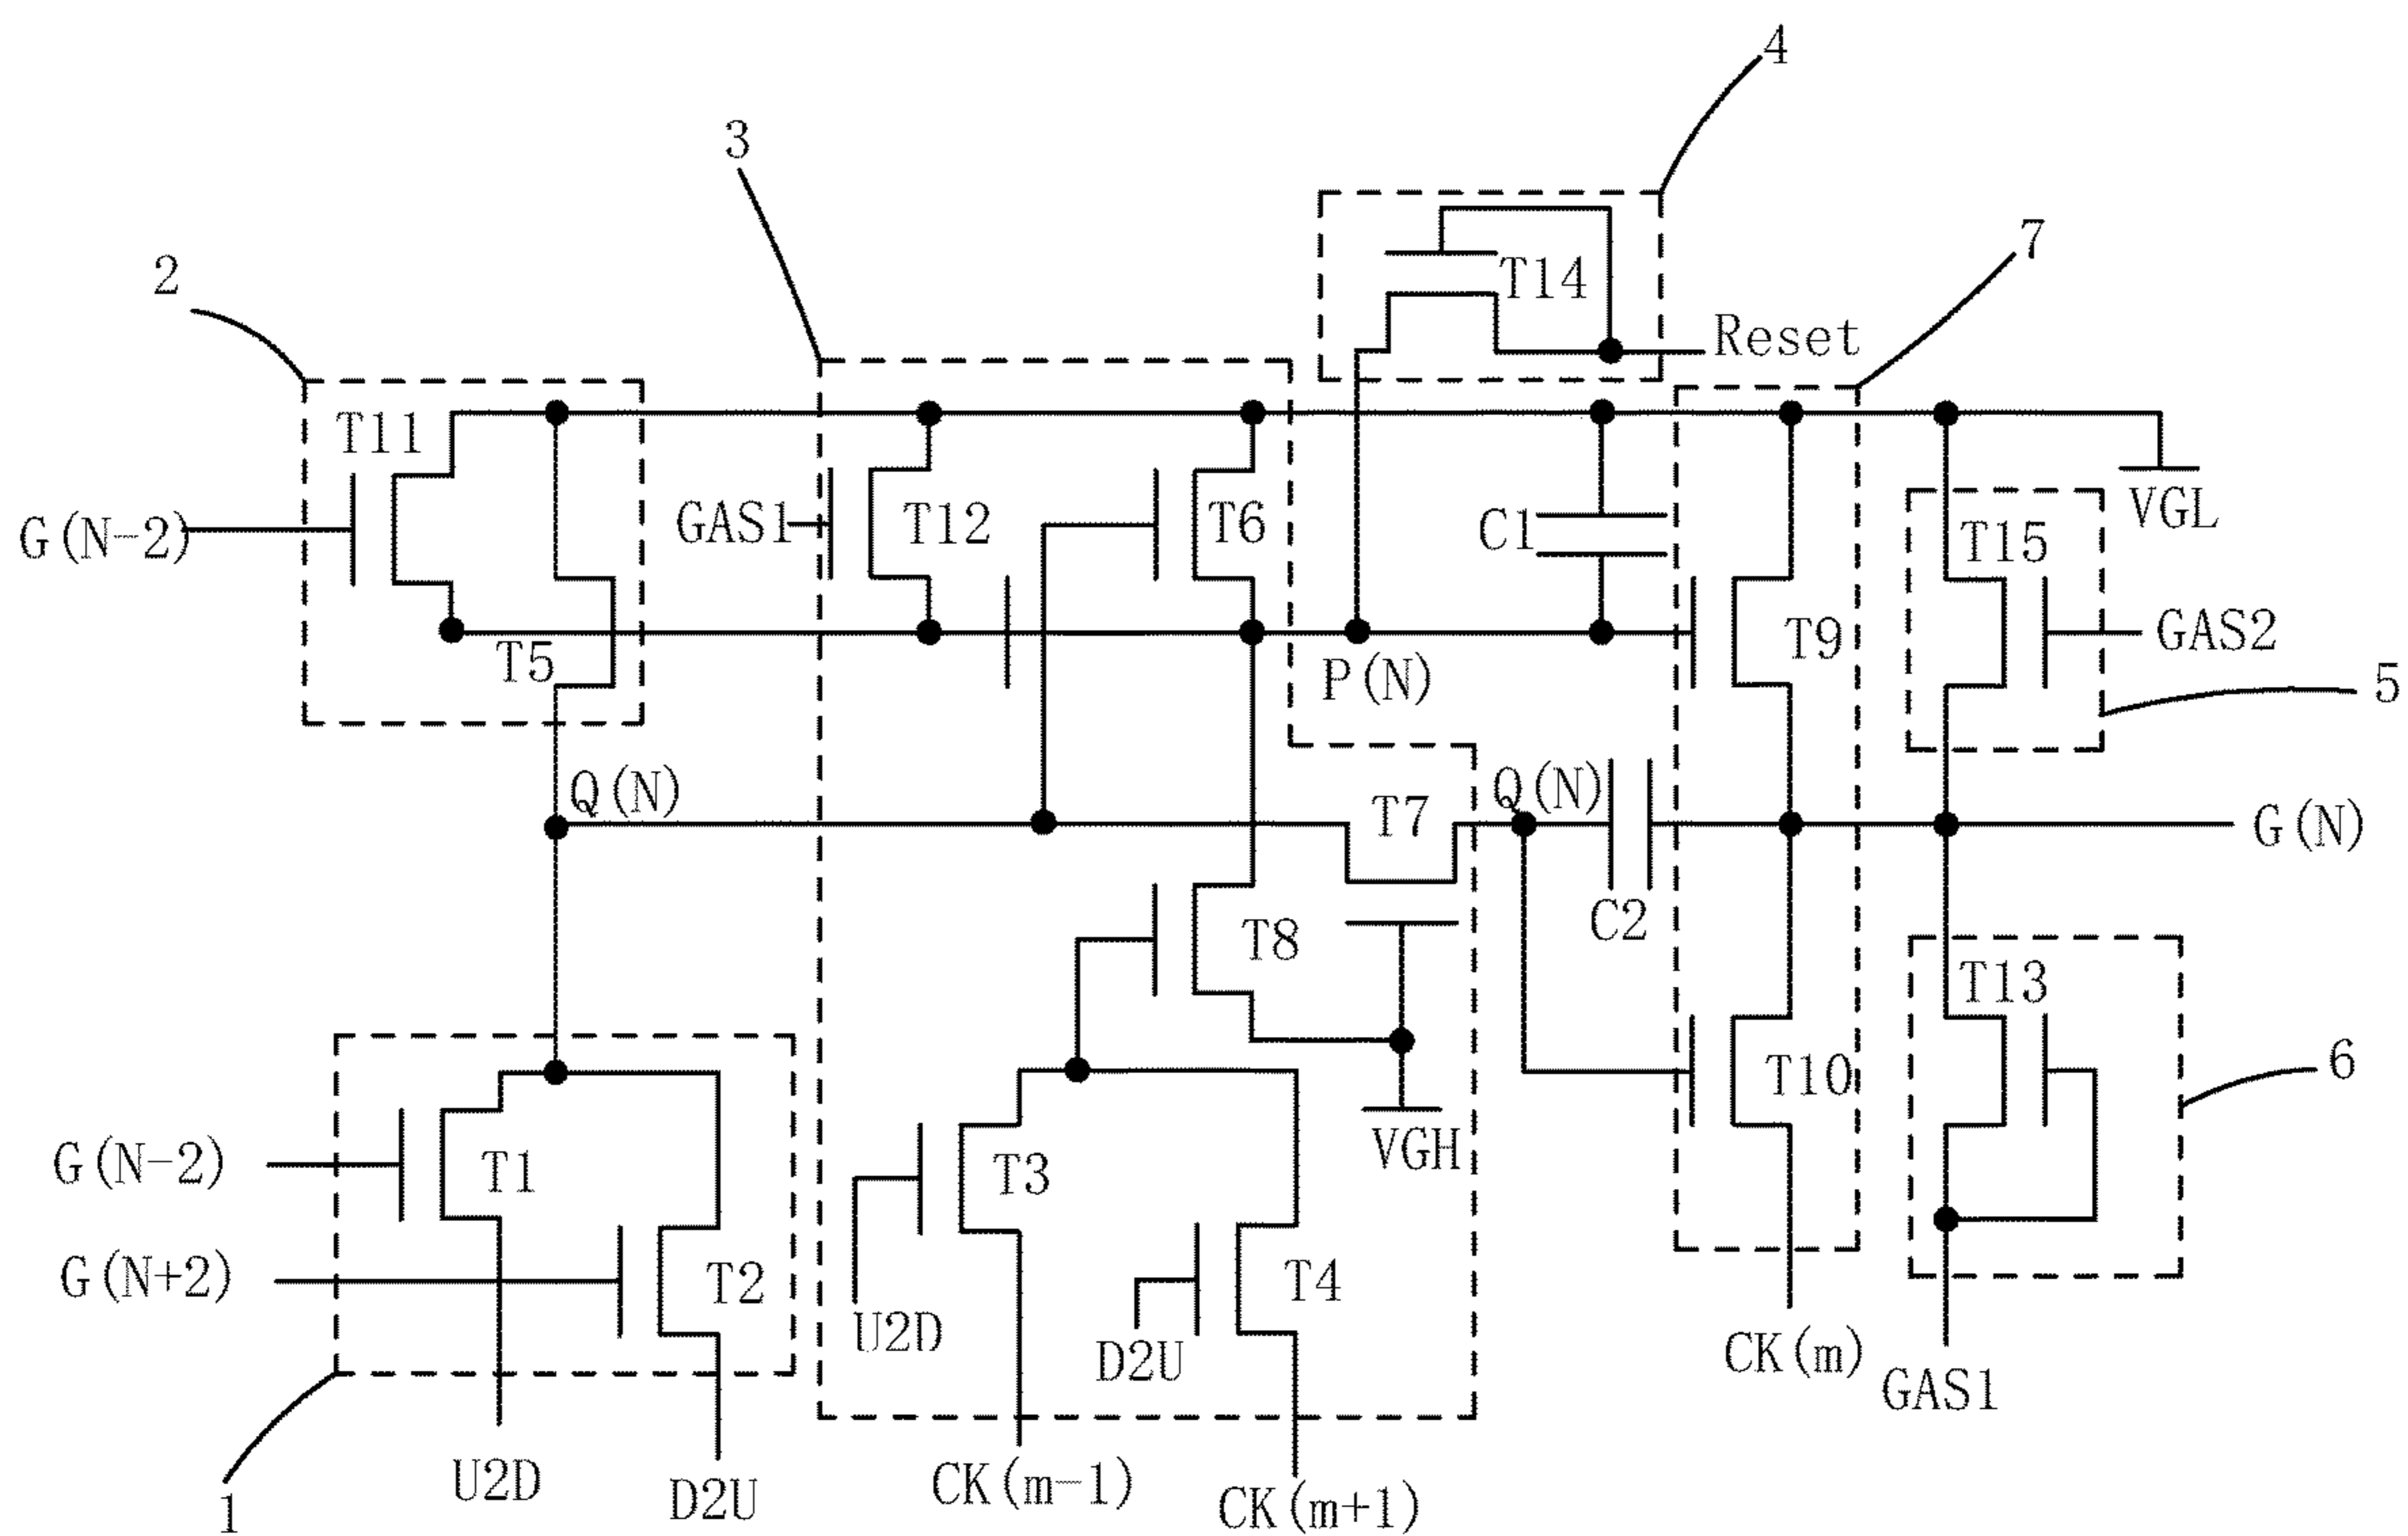 4
3
7
2
T14
Reset
T11
G(N-2)
GAS1
T12
T6
C1
VGL
T15
T5
P(N)
T9
GAS2
5
Q(N)
Q(N)
T7
G(N)
C2
T8
T13
T10
6
G(N-2)
T1
T3
VGH
G(N+2)
T2
T4
U2D
D2U
CK(m)
GAS1
1
U2D
D2U
CK(m-1)
CK(m+1)